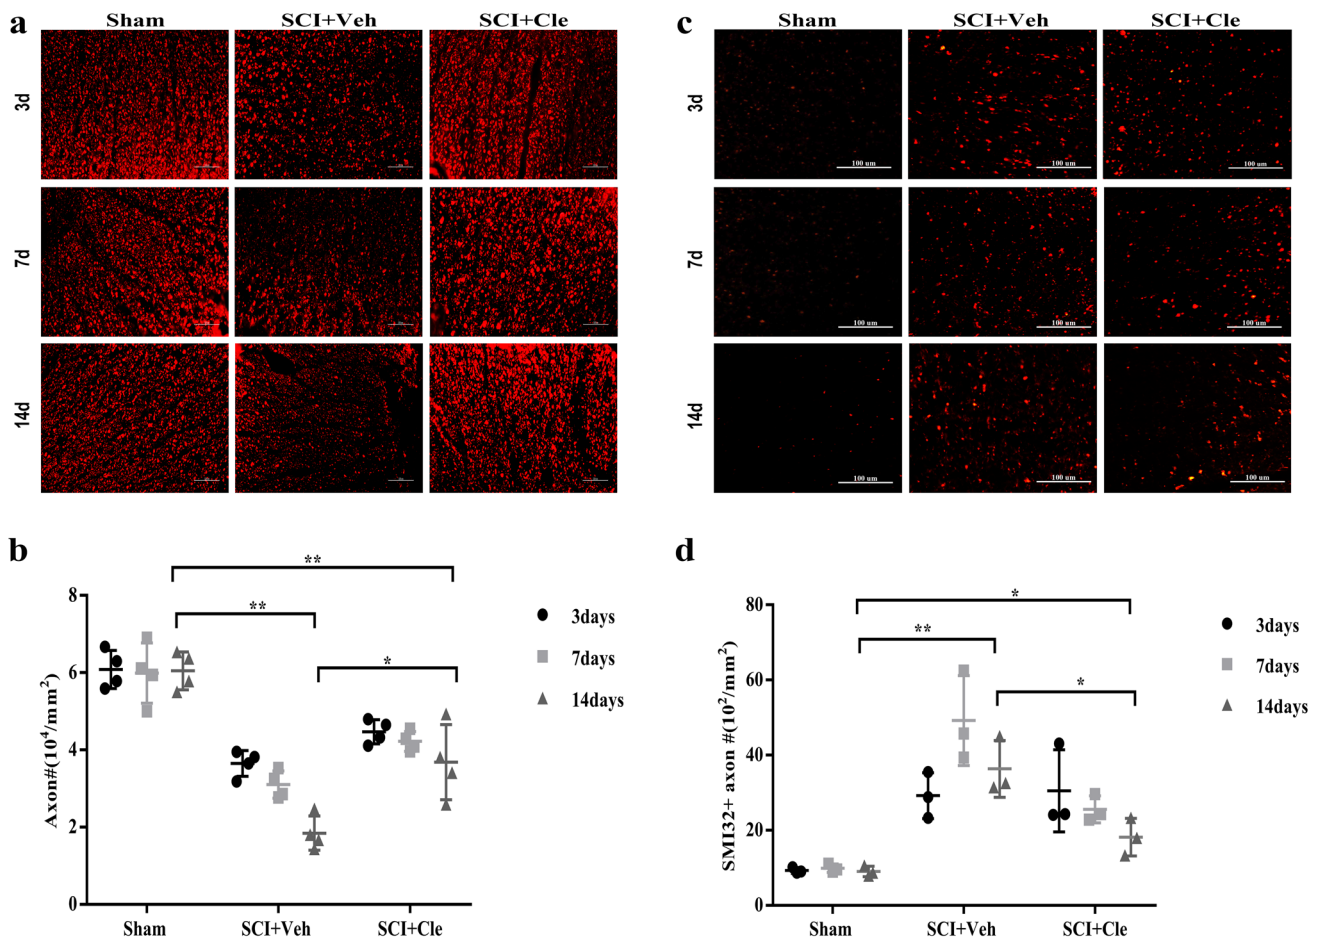 a
Sham SCI+Veh SCI+Cle
3d
7d
14d
c
Sham SCI+Veh SCI+Cle
3d
100 um 100 um 100 um
7d
100 um 100 um 100 um
14d
100 um 100 um 100 um
b
**
**
*
8
6
4
2
0
Axon#(10⁴/mm²)
Sham SCI+Veh SCI+Cle
3days
7days
14days
d
*
**
*
80
60
40
20
0
SMI32+ axon #(10²/mm²)
Sham SCI+Veh SCI+Cle
3days
7days
14days